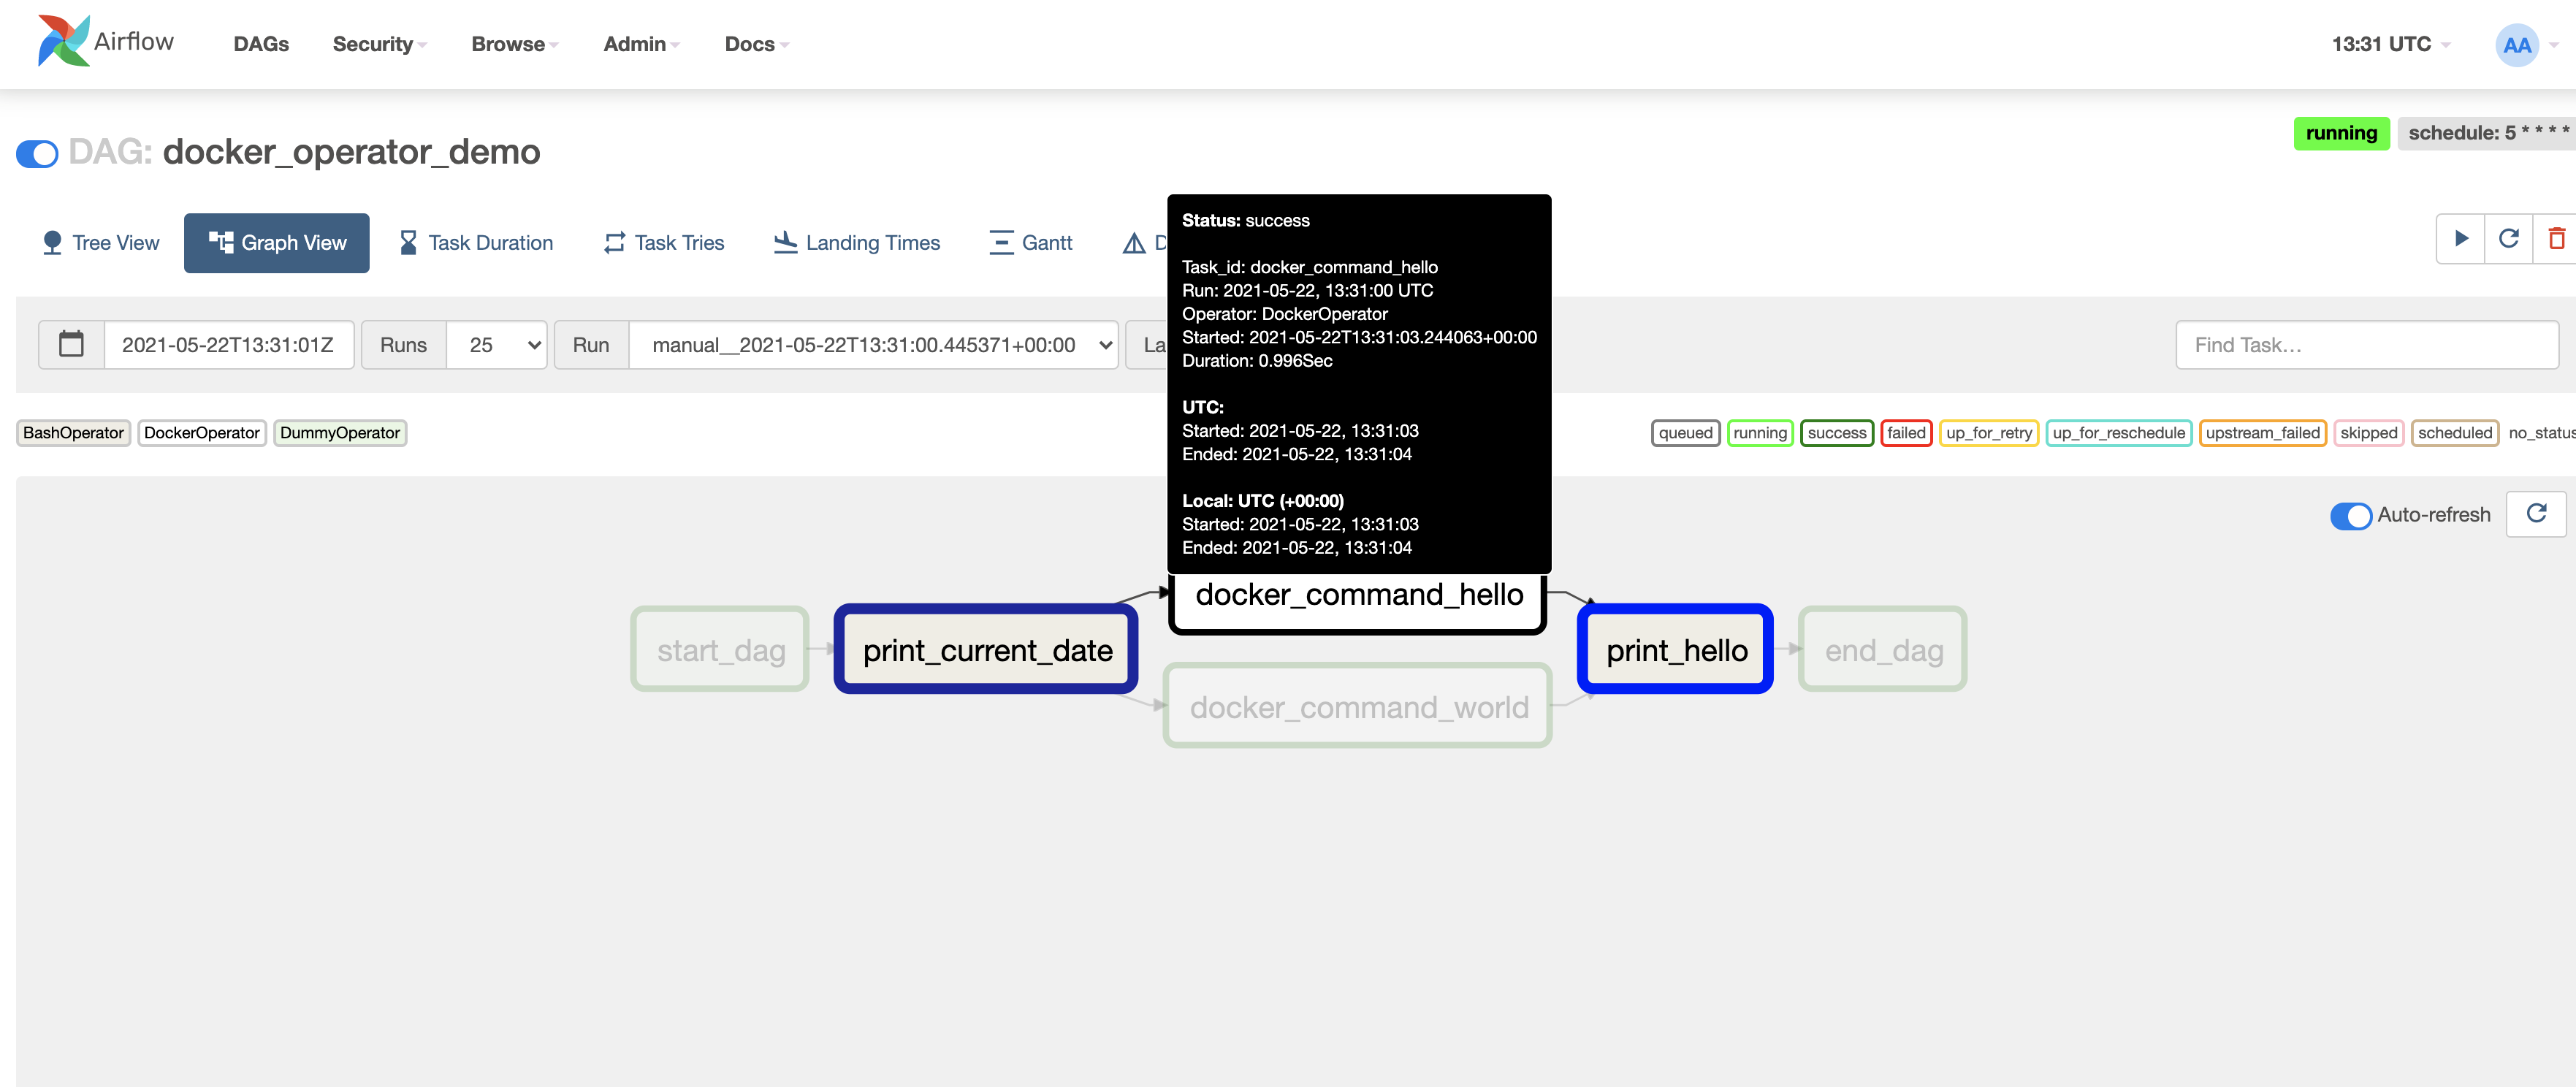 Airflow DAGs Security Browse Admin Docs 13:31 UTC AA
DAG: docker_operator_demo
running schedule: 5 * * * *
Tree View Graph View Task Duration Task Tries Landing Times Gantt
Status: success
Task_id: docker_command_hello
Run: 2021-05-22, 13:31:00 UTC
Operator: DockerOperator
Started: 2021-05-22T13:31:03.244063+00:00
Duration: 0.996Sec
UTC:
Started: 2021-05-22, 13:31:03
Ended: 2021-05-22, 13:31:04
Local: UTC (+00:00)
Started: 2021-05-22, 13:31:03
Ended: 2021-05-22, 13:31:04
2021-05-22T13:31:01Z Runs 25 Run manual__2021-05-22T13:31:00.445371+00:00 La Find Task...
BashOperator DockerOperator DummyOperator
queued running success failed up_for_retry up_for_reschedule upstream_failed skipped scheduled no_status
Auto-refresh
docker_command_hello
start_dag print_current_date print_hello end_dag
docker_command_world